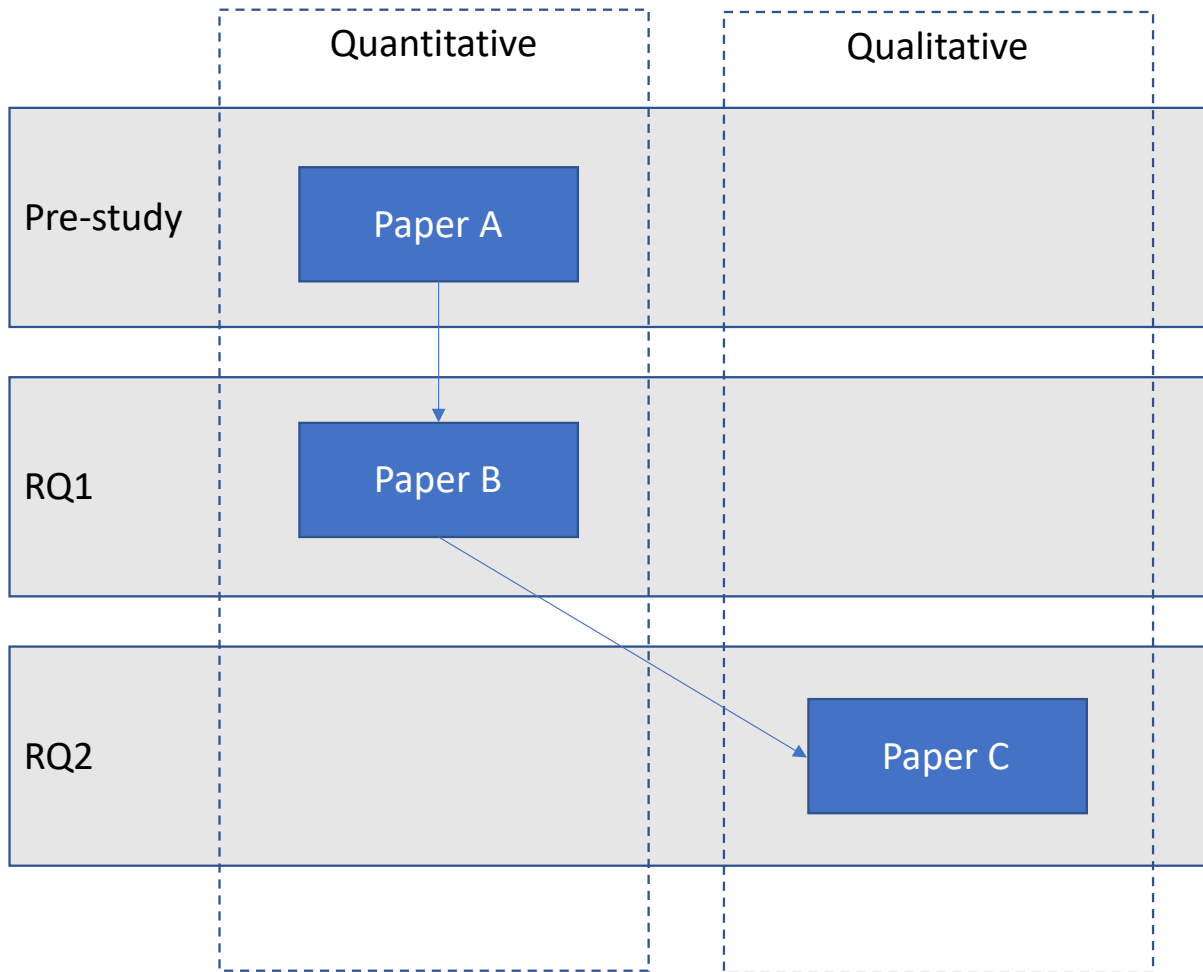 Quantitative
Qualitative
Pre-study
Paper A
RQ1
Paper B
RQ2
Paper C